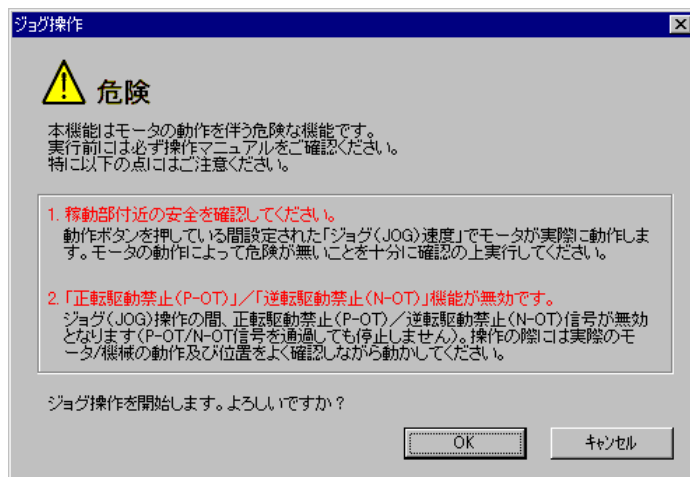 ジョグ操作
危険
本機能はモータの動作を伴う危険な機能です。
実行前には必ず操作マニュアルをご確認ください。
特に以下の点にはご注意ください。
1. 稼動部付近の安全を確認してください。
動作ボタンを押している間設定された「ジョグ(JOG)速度」でモータが実際に動作しま
す。モータの動作によって危険が無いことを十分に確認の上実行してください。
2. 「正転駆動禁止(P-OT)」/「逆転駆動禁止(N-OT)」機能が無効です。
ジョグ(JOG)操作の間、正転駆動禁止(P-OT)/逆転駆動禁止(N-OT)信号が無効
となります(P-OT/N-OT信号を通過しても停止しません)。操作の際には実際のモ
ータ/機械の動作及び位置をよく確認しながら動かしてください。
ジョグ操作を開始します。よろしいですか?
OK
キャンセル